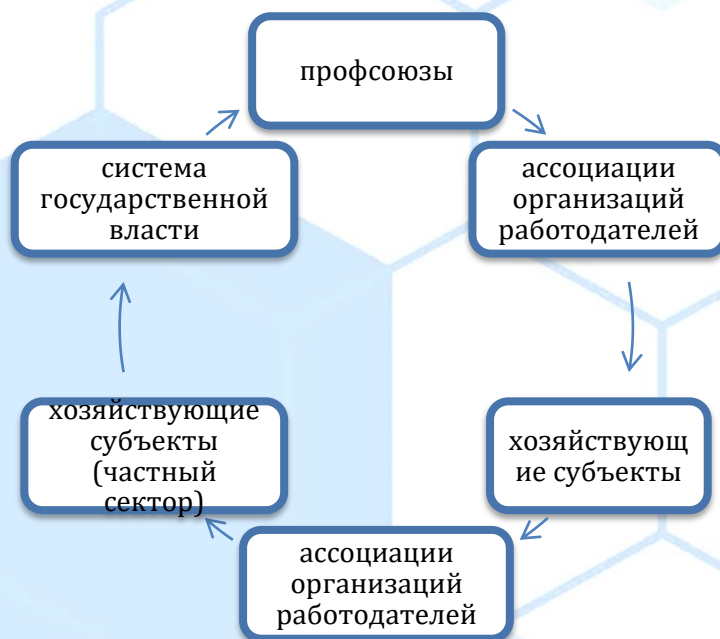 профсоюзы
ассоциации
организаций
работодателей
хозяйствующ
ие субъекты
ассоциации
организаций
работодателей
хозяйствующие
субъекты
(частный
сектор)
система
государственной
власти